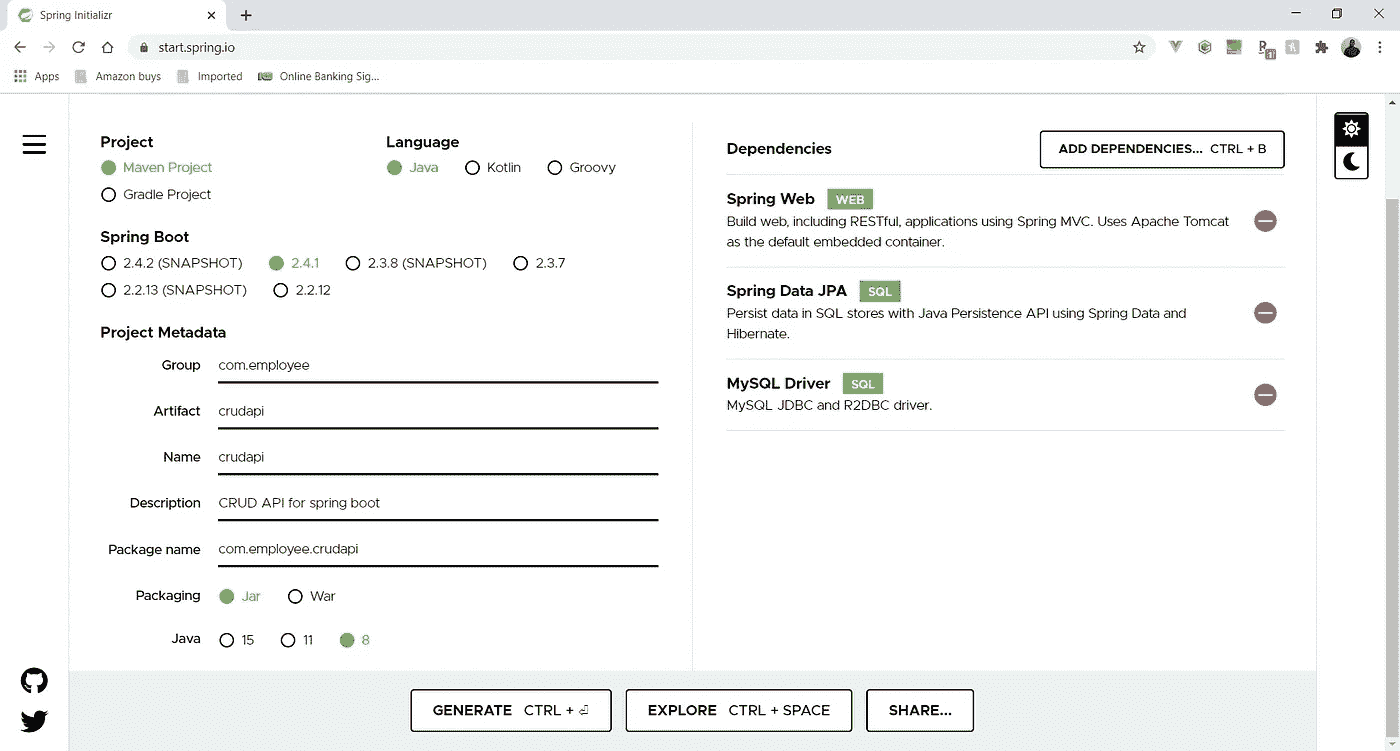 Spring Initializr
start.spring.io
Apps Amazon buys Imported Online Banking Sig...
Project
Maven Project
Gradle Project
Language
Java Kotlin Groovy
Spring Boot
2.4.2 (SNAPSHOT) 2.4.1 2.3.8 (SNAPSHOT) 2.3.7
2.2.13 (SNAPSHOT) 2.2.12
Project Metadata
Group com.employee
Artifact crudapi
Name crudapi
Description CRUD API for spring boot
Package name com.employee.crudapi
Packaging Jar War
Java 15 11 8
Dependencies ADD DEPENDENCIES... CTRL + B
Spring Web WEB
Build web, including RESTful, applications using Spring MVC. Uses Apache Tomcat
as the default embedded container.
Spring Data JPA SQL
Persist data in SQL stores with Java Persistence API using Spring Data and
Hibernate.
MySQL Driver SQL
MySQL JDBC and R2DBC driver.
GENERATE CTRL + ⏎ EXPLORE CTRL + SPACE SHARE...